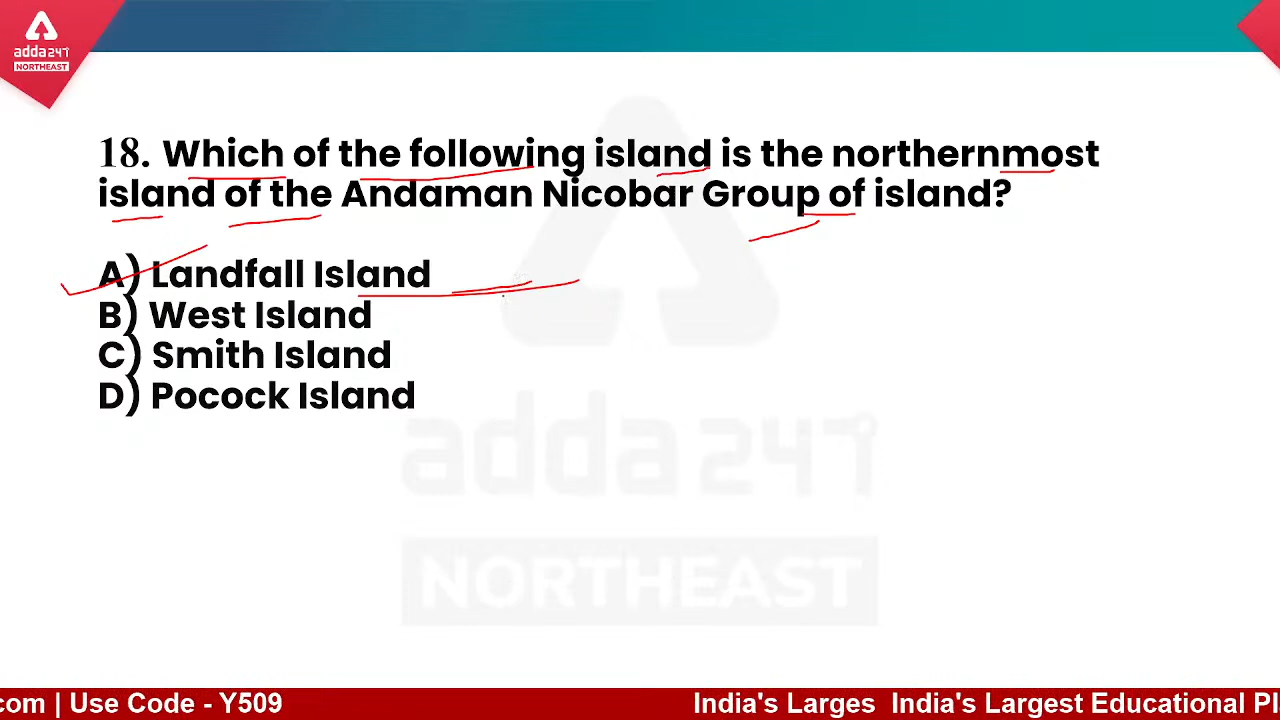 adda247
NORTHEAST
18. Which of the following island is the northernmost
island of the Andaman Nicobar Group of island?
A) Landfall Island
B) West Island
C) Smith Island
D) Pocock Island
adda247
NORTHEAST
com | Use Code - Y509
India's Larges India's Largest Educational Pl